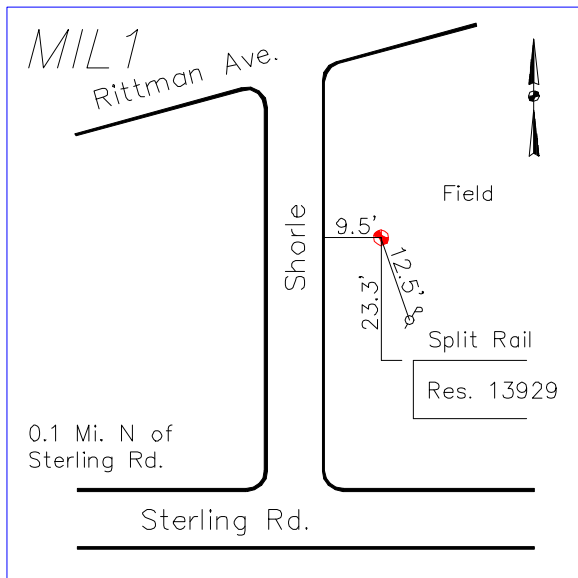 MIL1
Rittman Ave.
Field
Shorle
9.5'
12.5'
23.3'
Split Rail
Res. 13929
0.1 Mi. N of
Sterling Rd.
Sterling Rd.